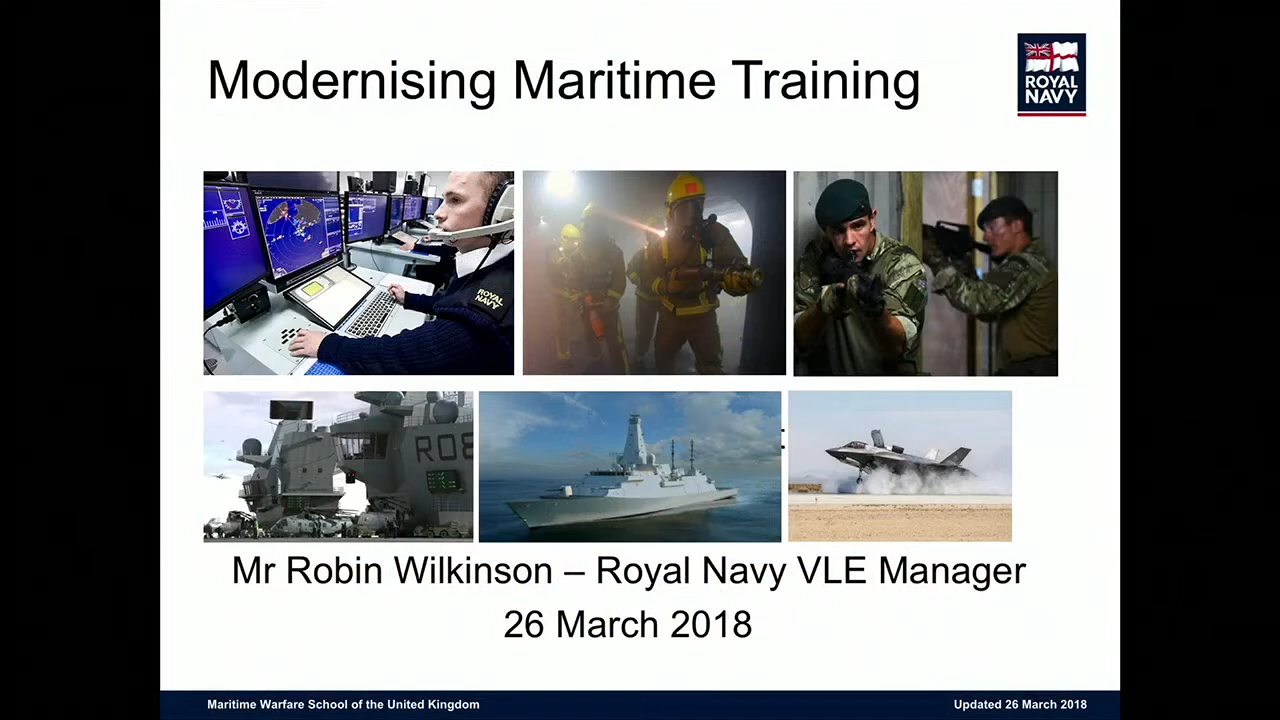 Modernising Maritime Training
ROYAL
NAVY
ROYAL
NAVY
R08
Mr Robin Wilkinson – Royal Navy VLE Manager
26 March 2018
Maritime Warfare School of the United Kingdom
Updated 26 March 2018